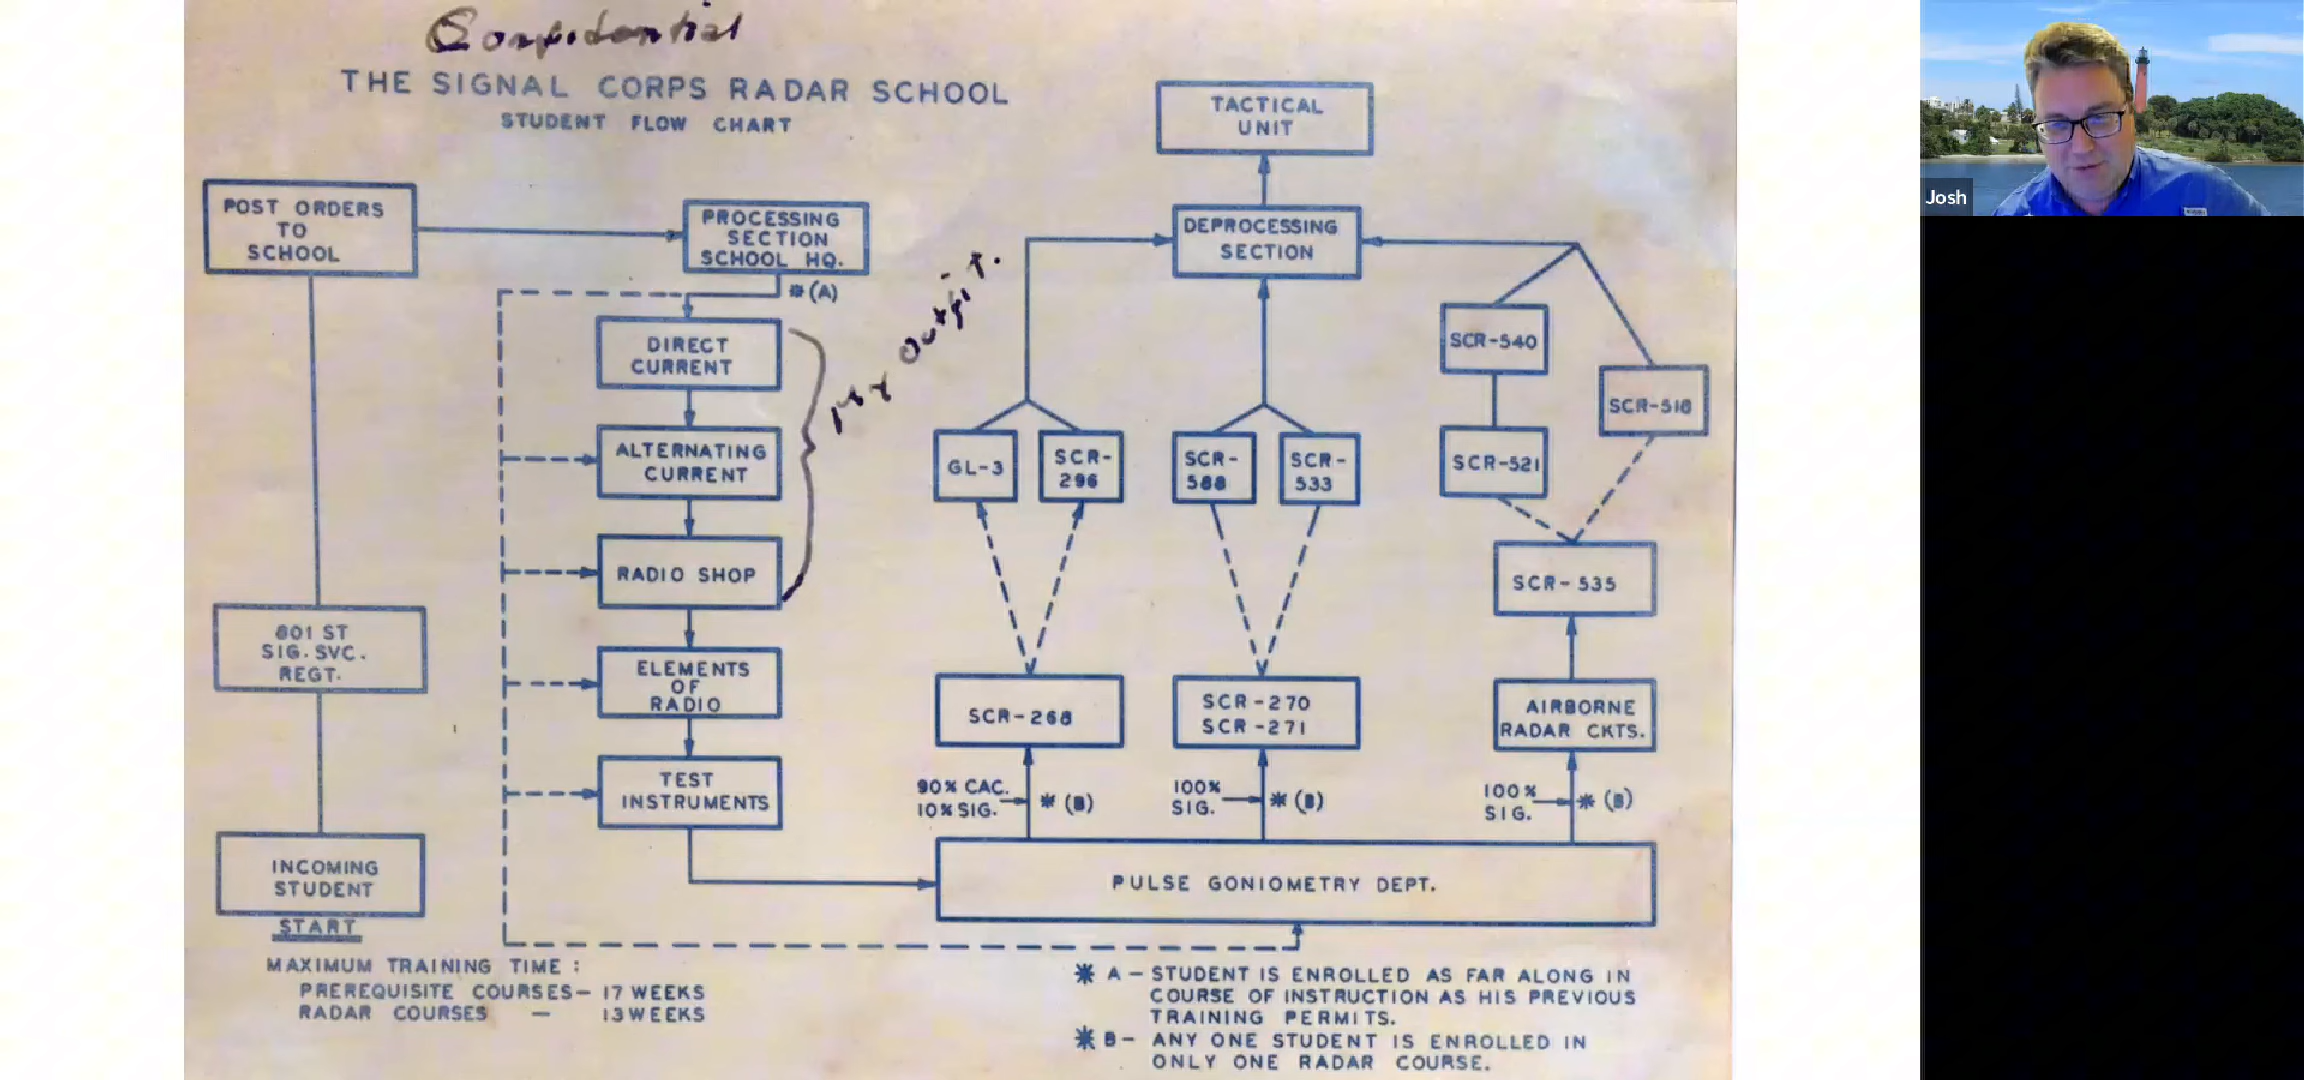 Confidential
THE SIGNAL CORPS RADAR SCHOOL
STUDENT FLOW CHART
POST ORDERS
TO
SCHOOL
PROCESSING
SECTION
SCHOOL HQ.
* (A)
DIRECT
CURRENT
ALTERNATING
CURRENT
RADIO SHOP
ELEMENTS
OF
RADIO
TEST
INSTRUMENTS
My outfit.
801 ST
SIG. SVC.
REGT.
INCOMING
STUDENT
START
MAXIMUM TRAINING TIME :
PREREQUISITE COURSES— 17 WEEKS
RADAR COURSES — 13 WEEKS
TACTICAL
UNIT
DEPROCESSING
SECTION
GL-3
SCR-
296
SCR-
588
SCR-
533
SCR-540
SCR-521
SCR-518
SCR-535
SCR-268
SCR-270
SCR-271
AIRBORNE
RADAR CKTS.
90% CAC.
10% SIG.
* (B)
100%
SIG.
* (B)
100%
SIG.
* (B)
PULSE GONIOMETRY DEPT.
* A — STUDENT IS ENROLLED AS FAR ALONG IN
COURSE OF INSTRUCTION AS HIS PREVIOUS
TRAINING PERMITS.
* B — ANY ONE STUDENT IS ENROLLED IN
ONLY ONE RADAR COURSE.
Josh